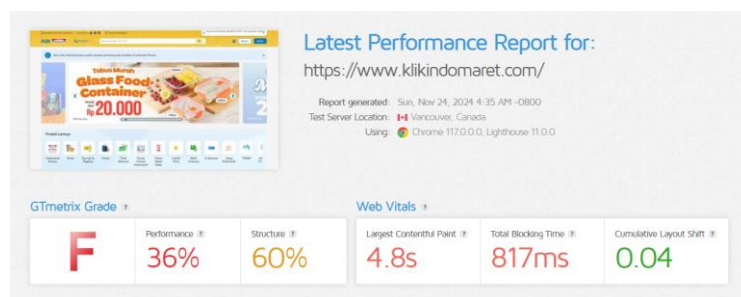 Tebus Murah
Glass Food
Container
Rp 20.000
Latest Performance Report for:
https://www.klikindomaret.com/
Report generated: Sun, Nov 24, 2024 4:35 AM -0800
Test Server Location: Vancouver, Canada
Using: Chrome 117.0.0.0, Lighthouse 11.0.0
GTmetrix Grade ?
Web Vitals ?
F
Performance ?
36%
Structure ?
60%
Largest Contentful Paint ?
4.8s
Total Blocking Time ?
817ms
Cumulative Layout Shift ?
0.04